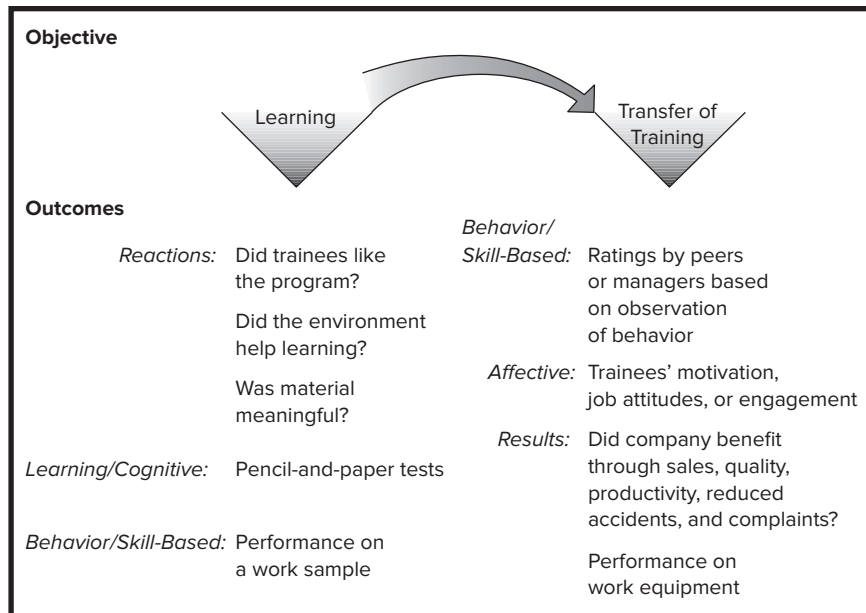 Objective
Learning
Transfer of
Training
Outcomes
Reactions: Did trainees like
the program?
Did the environment
help learning?
Was material
meaningful?
Learning/Cognitive: Pencil-and-paper tests
Behavior/Skill-Based: Performance on
a work sample
Behavior/
Skill-Based: Ratings by peers
or managers based
on observation
of behavior
Affective: Trainees’ motivation,
job attitudes, or engagement
Results: Did company benefit
through sales, quality,
productivity, reduced
accidents, and complaints?
Performance on
work equipment